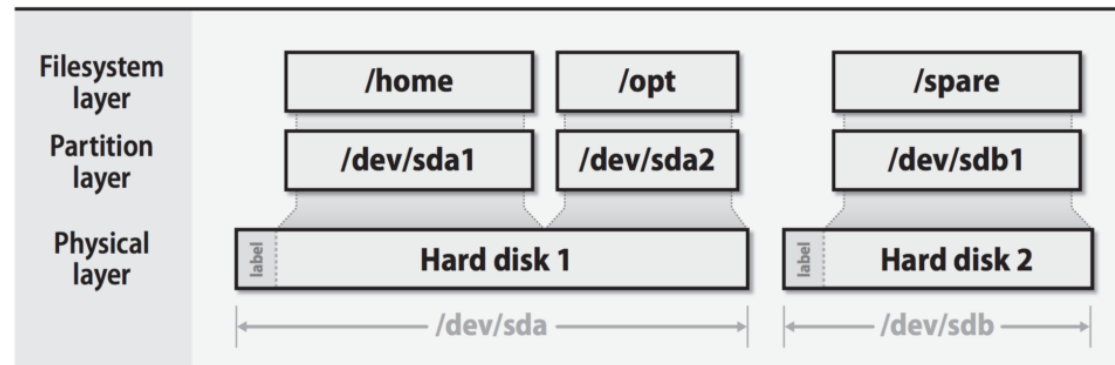 Filesystem
layer
/home
/opt
/spare
Partition
layer
/dev/sda1
/dev/sda2
/dev/sdb1
Physical
layer
label
Hard disk 1
label
Hard disk 2
/dev/sda
/dev/sdb